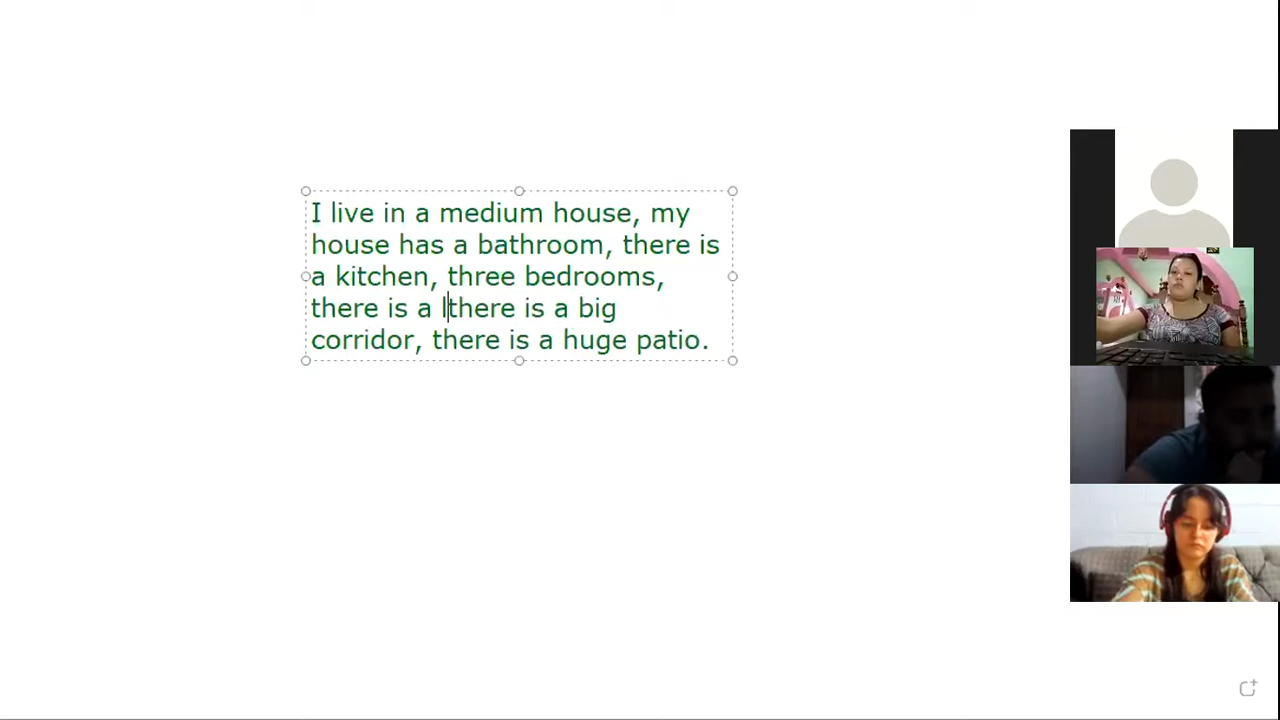 I live in a medium house, my
house has a bathroom, there is
a kitchen, three bedrooms,
there is a lthere is a big
corridor, there is a huge patio.